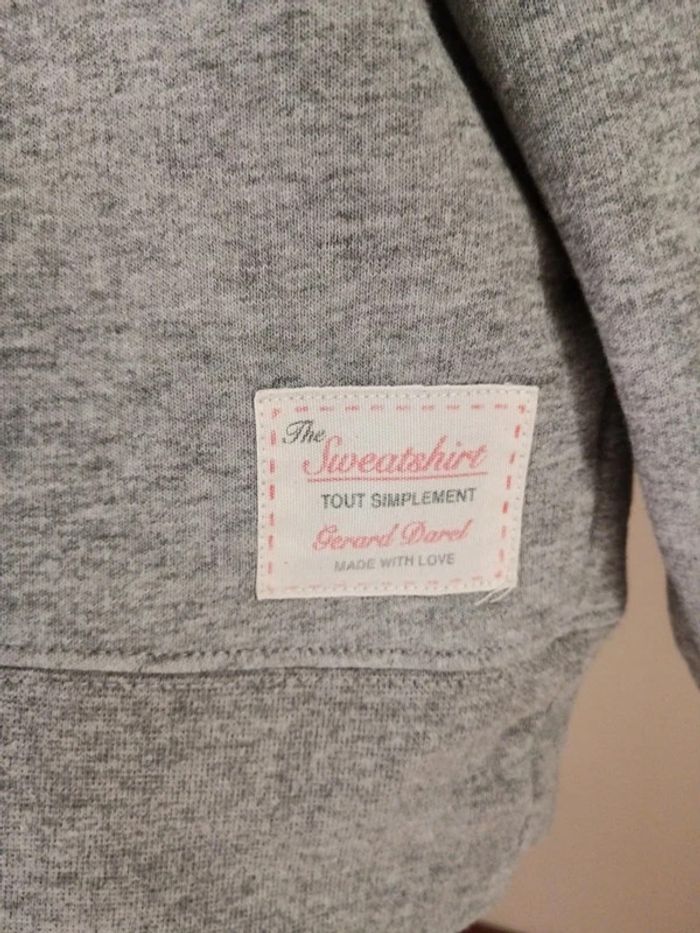 The
Sweatshirt
TOUT SIMPLEMENT
Gerard Darel
MADE WITH LOVE